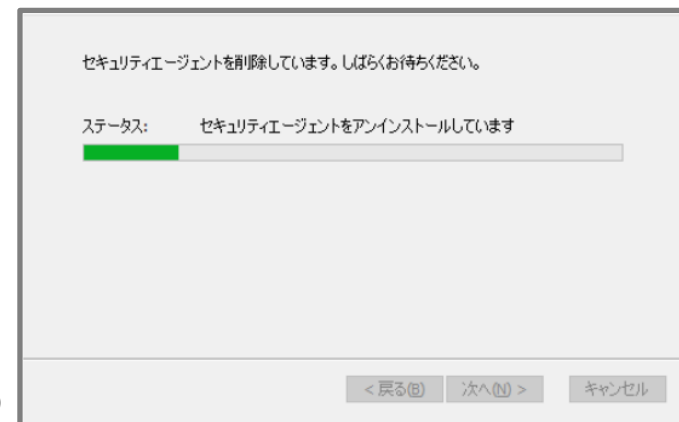 セキュリティエージェントを削除しています。しばらくお待ちください。
ステータス: セキュリティエージェントをアンインストールしています
< 戻る(B) 次へ(N) > キャンセル